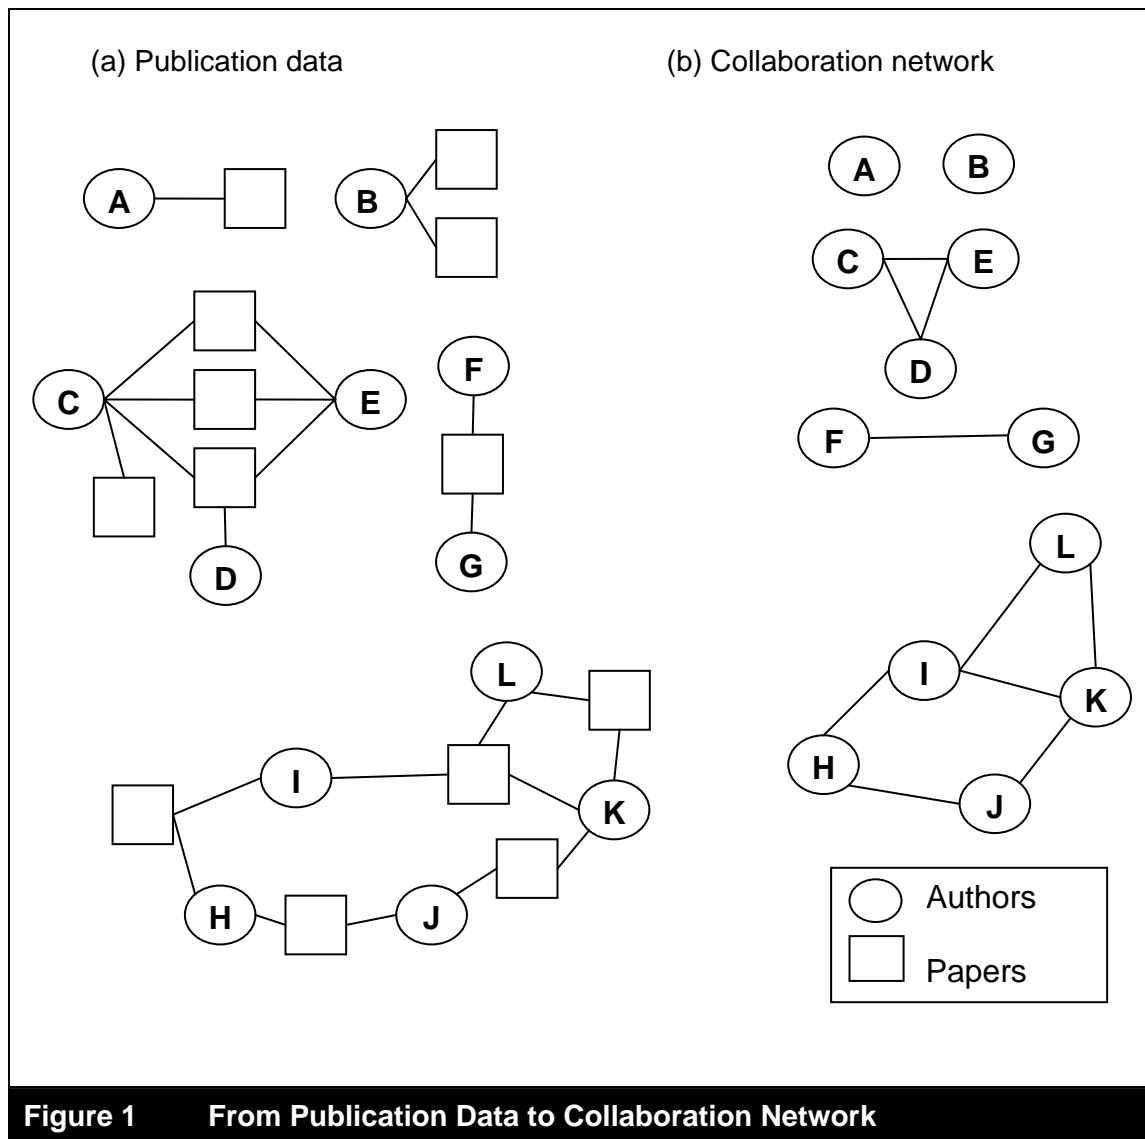 (a) Publication data
(b) Collaboration network
A
B
C
E
D
F
G
L
I
K
H
J
A
B
C
E
D
F
G
L
I
K
H
J
Authors
Papers
Figure 1 From Publication Data to Collaboration Network